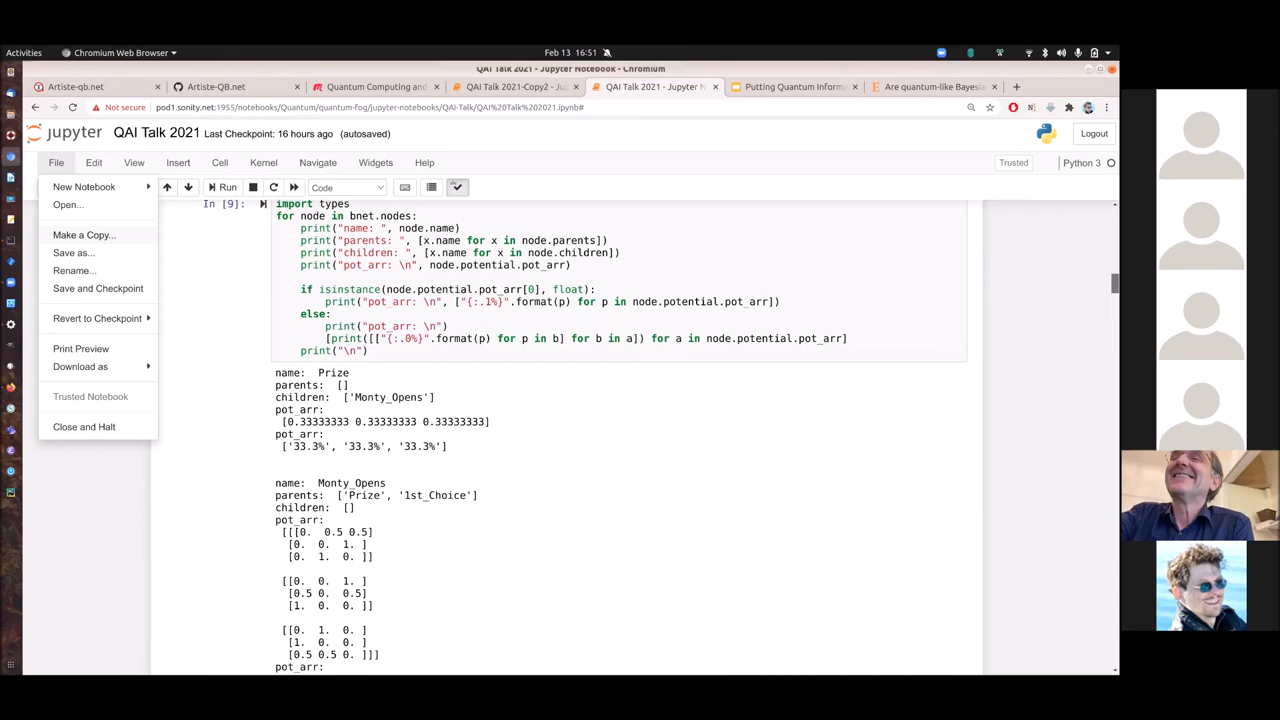 Activities Chromium Web Browser Feb 13 16:51
QAI Talk 2021 - Jupyter Notebook - Chromium
Artiste-qb.net × Artiste-QB.net × Quantum Computing and × QAI Talk 2021-Copy2 - Ju × QAI Talk 2021 - Jupyter N × Putting Quantum Inform × Are quantum-like Bayesia ×
Not secure pod1.sonity.net:1955/notebooks/Quantum/quantum-fog/jupyter-notebooks/QAI-Talk/QAI%20Talk%202021.ipynb#
jupyter QAI Talk 2021 Last Checkpoint: 16 hours ago (autosaved) Logout
File Edit View Insert Cell Kernel Navigate Widgets Help Trusted Python 3
Run Code
New Notebook
Open...
Make a Copy...
Save as...
Rename...
Save and Checkpoint
Revert to Checkpoint
Print Preview
Download as
Trusted Notebook
Close and Halt
In [9]:
import types
for node in bnet.nodes:
print("name: ", node.name)
print("parents: ", [x.name for x in node.parents])
print("children: ", [x.name for x in node.children])
print("pot_arr: \n", node.potential.pot_arr)
if isinstance(node.potential.pot_arr[0], float):
print("pot_arr: \n", ["{:.1%}".format(p) for p in node.potential.pot_arr])
else:
print("pot_arr: \n")
[print([["{:.0%}".format(p) for p in b] for b in a]) for a in node.potential.pot_arr]
print("\n")
name: Prize
parents: []
children: ['Monty_Opens']
pot_arr:
[0.33333333 0.33333333 0.33333333]
pot_arr:
['33.3%', '33.3%', '33.3%']
name: Monty_Opens
parents: ['Prize', '1st_Choice']
children: []
pot_arr:
[[[0. 0.5 0.5]
[0. 0. 1. ]
[0. 1. 0. ]]
[[0. 0. 1. ]
[0.5 0. 0.5]
[1. 0. 0. ]]
[[0. 1. 0. ]
[1. 0. 0. ]
[0.5 0.5 0. ]]]
pot_arr: